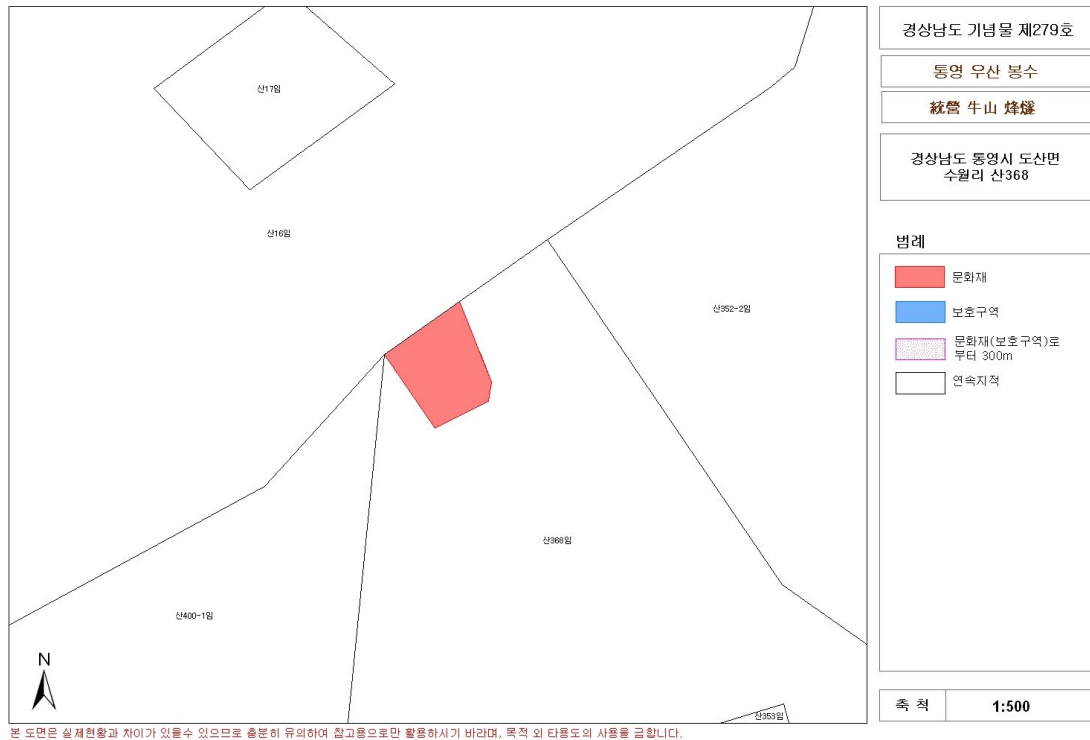 경상남도 기념물 제279호
통영 우산 봉수
統營 牛山 烽燧
경상남도 통영시 도산면
수월리 산368
범례
문화재
보호구역
문화재(보호구역)로
부터 300m
연속지적
축 척 1:500
산17임
산16임
산352-2임
산368임
산400-1임
산353임
N
본 도면은 실제현황과 차이가 있을수 있으므로 충분히 유의하여 참고용으로만 활용하시기 바라며, 목적 외 타용도의 사용을 금합니다.